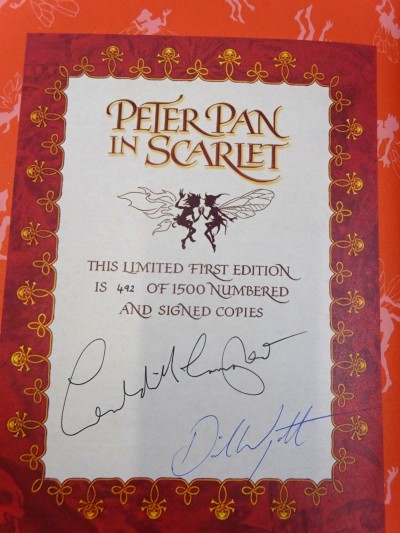 PETER PAN
IN SCARLET
THIS LIMITED FIRST EDITION
IS 492 OF 1500 NUMBERED
AND SIGNED COPIES